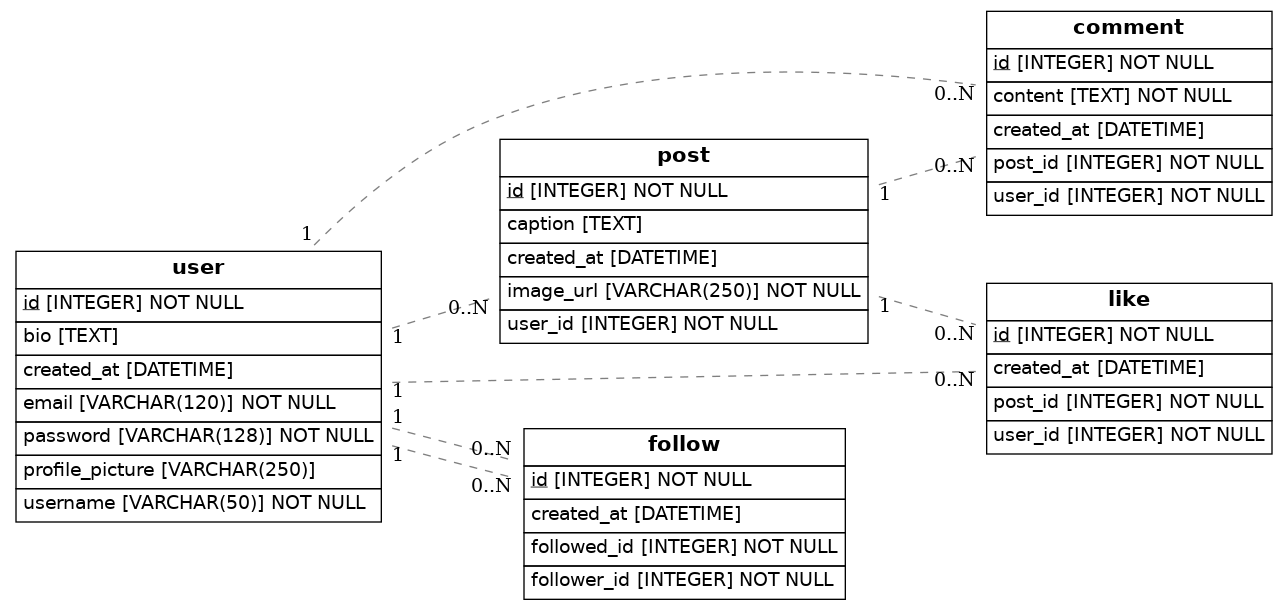 comment
id [INTEGER] NOT NULL
content [TEXT] NOT NULL
created_at [DATETIME]
post_id [INTEGER] NOT NULL
user_id [INTEGER] NOT NULL
0..N
0..N
post
id [INTEGER] NOT NULL
caption [TEXT]
created_at [DATETIME]
image_url [VARCHAR(250)] NOT NULL
user_id [INTEGER] NOT NULL
1
1
1
user
id [INTEGER] NOT NULL
bio [TEXT]
created_at [DATETIME]
email [VARCHAR(120)] NOT NULL
password [VARCHAR(128)] NOT NULL
profile_picture [VARCHAR(250)]
username [VARCHAR(50)] NOT NULL
0..N
1
1
1
1
like
id [INTEGER] NOT NULL
created_at [DATETIME]
post_id [INTEGER] NOT NULL
user_id [INTEGER] NOT NULL
0..N
0..N
0..N
0..N
follow
id [INTEGER] NOT NULL
created_at [DATETIME]
followed_id [INTEGER] NOT NULL
follower_id [INTEGER] NOT NULL